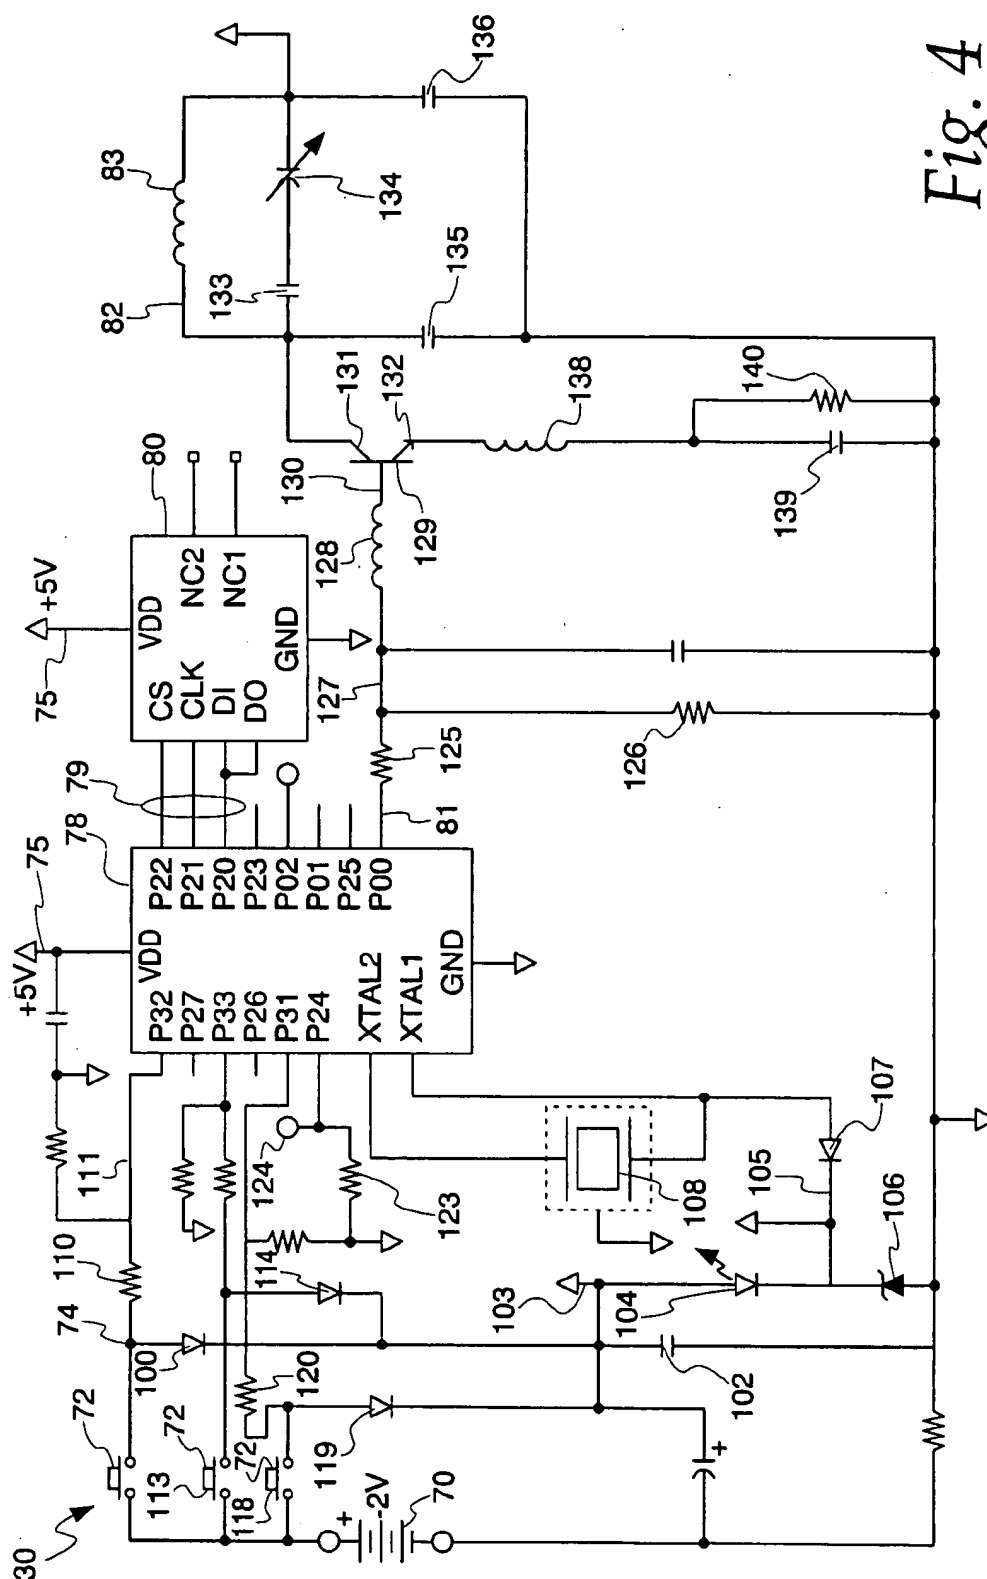 30
72
113
72
118
72
74
100
110
111
+5V
75
78
79
75
+5V
80
82
83
133
134
135
136
P32
P27
P33
P26
P31
P24
XTAL2
XTAL1
VDD
GND
P22
P21
P20
P23
P02
P01
P25
P00
CS
CLK
DI
DO
VDD
GND
NC2
NC1
81
125
126
127
128
129
130
131
132
138
139
140
114
124
123
120
119
+
-2V
70
+
102
103
104
105
106
107
108
Fig. 4